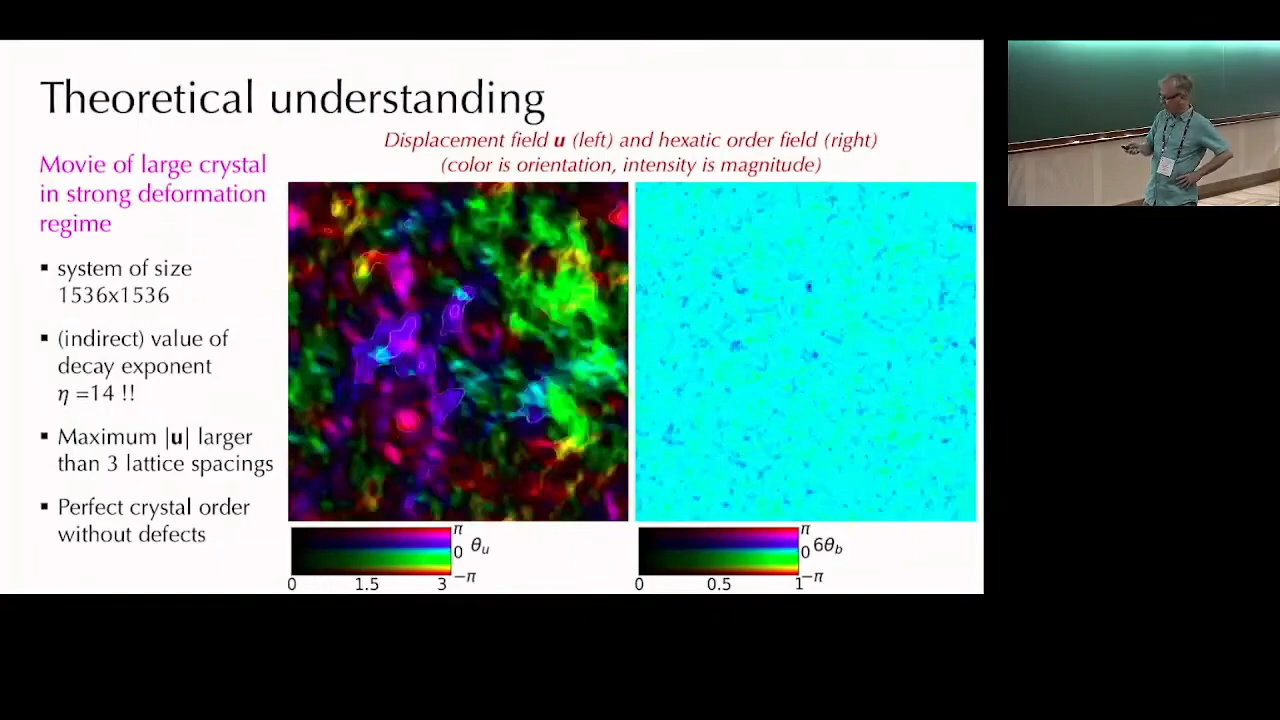 Theoretical understanding
Displacement field u (left) and hexatic order field (right)
(color is orientation, intensity is magnitude)
Movie of large crystal
in strong deformation
regime
▪ system of size
1536x1536
▪ (indirect) value of
decay exponent
η =14 !!
▪ Maximum |u| larger
than 3 lattice spacings
▪ Perfect crystal order
without defects
π
0 θu
−π
0 1.5 3
π
0 6θb
−π
0 0.5 1